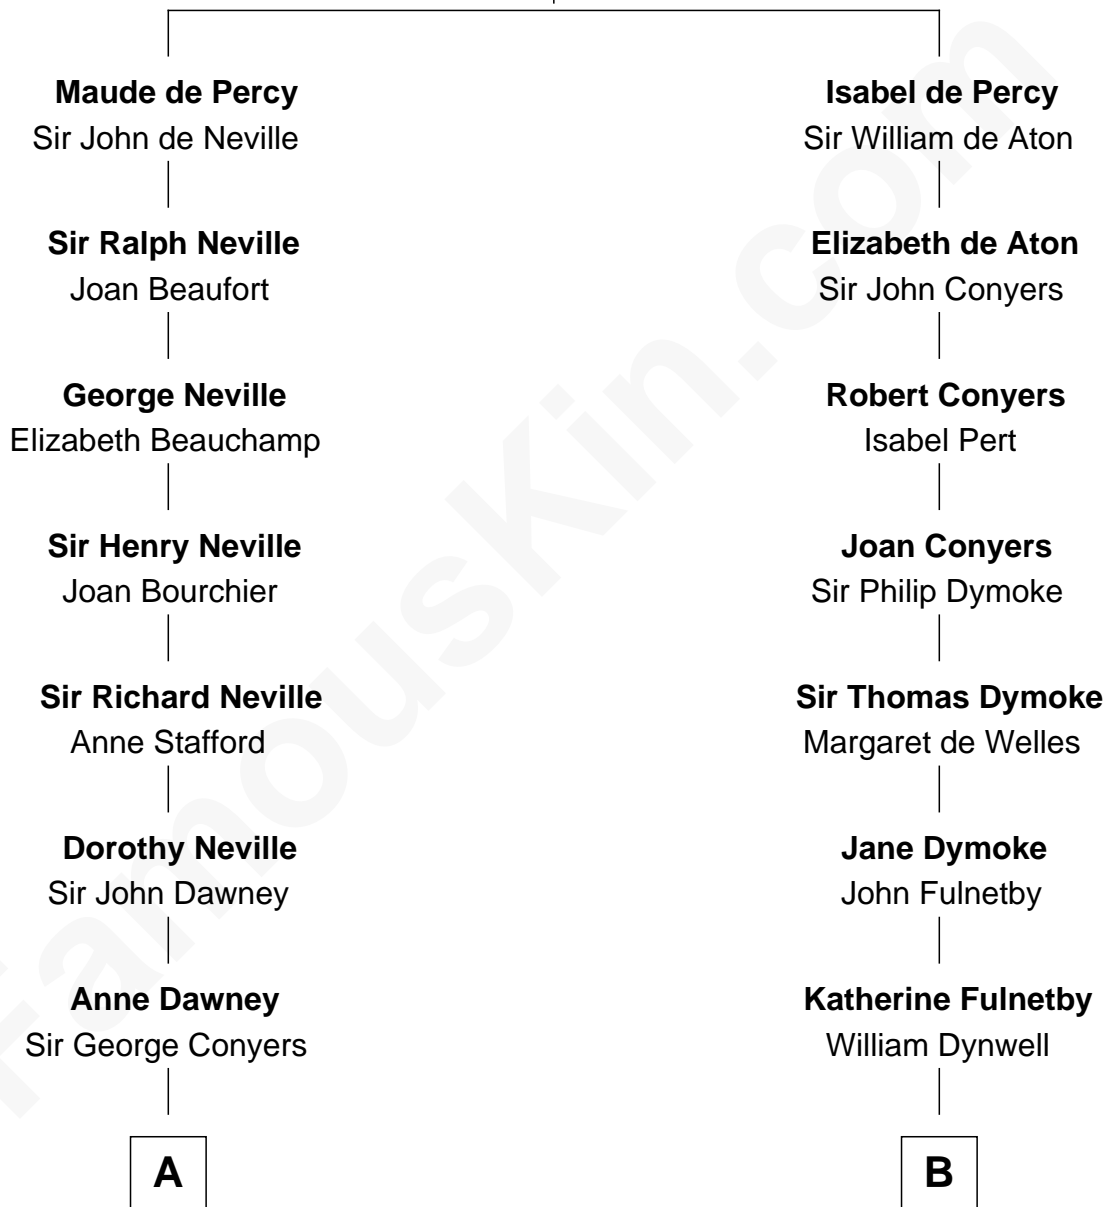 Maude de Percy
Sir John de Neville
Sir Ralph Neville
Joan Beaufort
George Neville
Elizabeth Beauchamp
Sir Henry Neville
Joan Bourchier
Sir Richard Neville
Anne Stafford
Dorothy Neville
Sir John Dawney
Anne Dawney
Sir George Conyers
A
Isabel de Percy
Sir William de Aton
Elizabeth de Aton
Sir John Conyers
Robert Conyers
Isabel Pert
Joan Conyers
Sir Philip Dymoke
Sir Thomas Dymoke
Margaret de Welles
Jane Dymoke
John Fulnetby
Katherine Fulnetby
William Dynwell
B
FamousKin.com